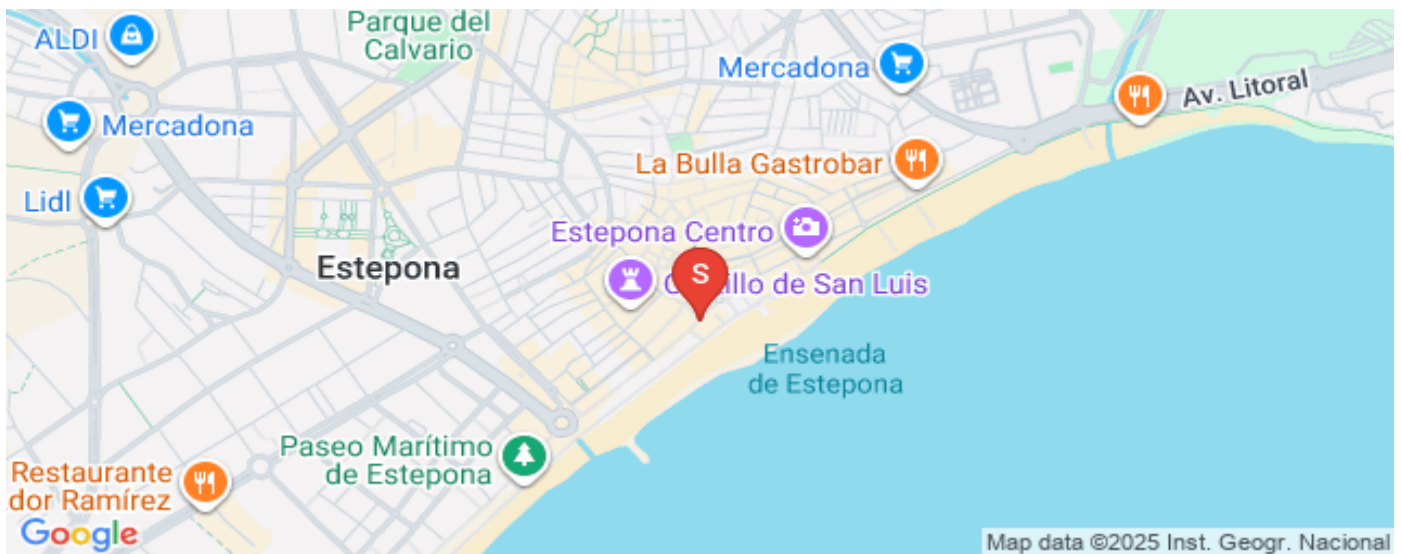 Parque del
Calvario
ALDI
Mercadona
Av. Litoral
Mercadona
La Bulla Gastrobar
Lidl
Estepona Centro
Estepona
S
Castillo de San Luis
Ensenada
de Estepona
Paseo Marítimo
de Estepona
Restaurante
dor Ramírez
Google
Map data ©2025 Inst. Geogr. Nacional